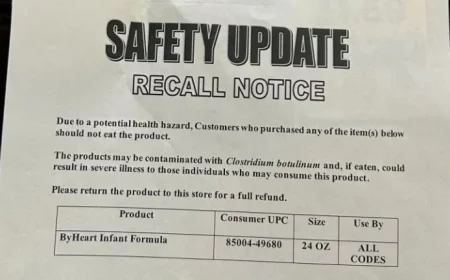 SAFETY UPDATE
RECALL NOTICE
Due to a potential health hazard, Customers who purchased any of the item(s) below
should not eat the product.
The products may be contaminated with Clostridium botulinum and, if eaten, could
result in severe illness to those individuals who may consume this product.
Please return the product to this store for a full refund.
Product Consumer UPC Size Use By
ByHeart Infant Formula 85004-49680 24 OZ ALL
CODES